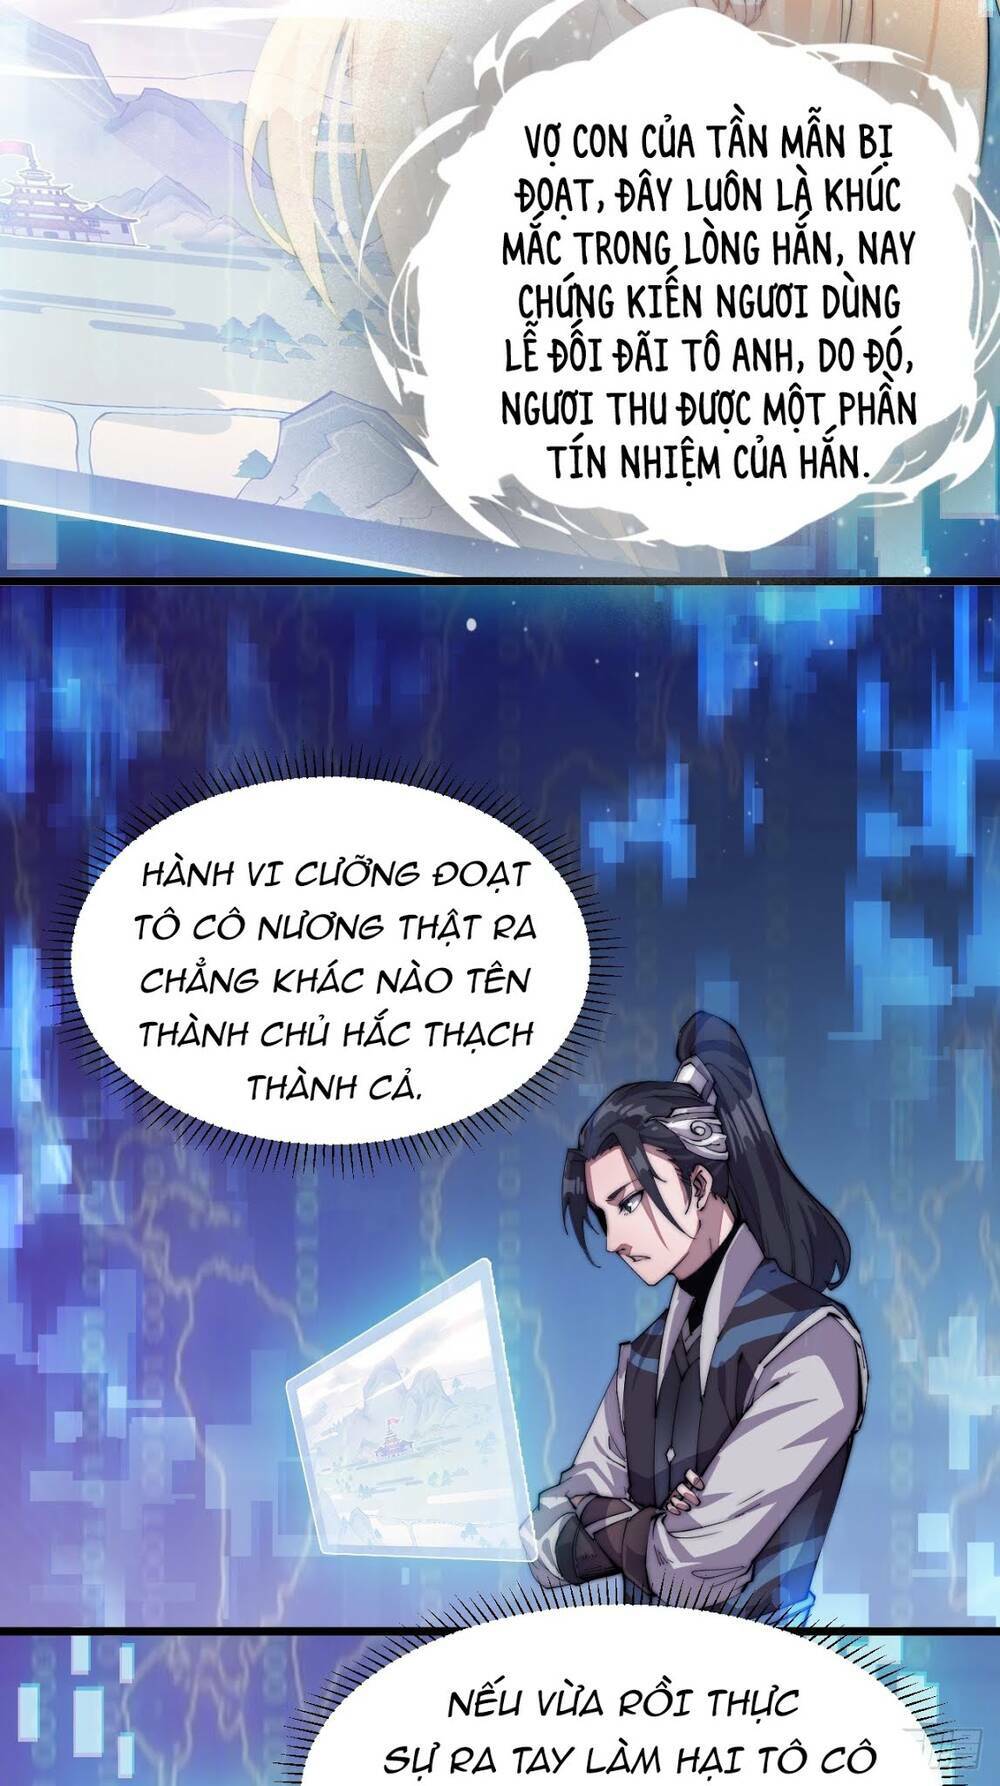 VỢ CON CỦA TẦN MẪN BỊ
ĐOẠT, ĐÂY LUÔN LÀ KHÚC
MẮC TRONG LÒNG HẮN, NAY
CHỨNG KIẾN NGƯƠI DÙNG
LỄ ĐỐI ĐÃI TÔ ANH, DO ĐÓ,
NGƯƠI THU ĐƯỢC MỘT PHẦN
TÍN NHIỆM CỦA HẮN.
HÀNH VI CƯỠNG ĐOẠT
TÔ CÔ NƯƠNG THẬT RA
CHẲNG KHÁC NÀO TÊN
THÀNH CHỦ HẮC THẠCH
THÀNH CẢ.
NẾU VỪA RỒI THỰC
SỰ RA TAY LÀM HẠI TÔ CÔ